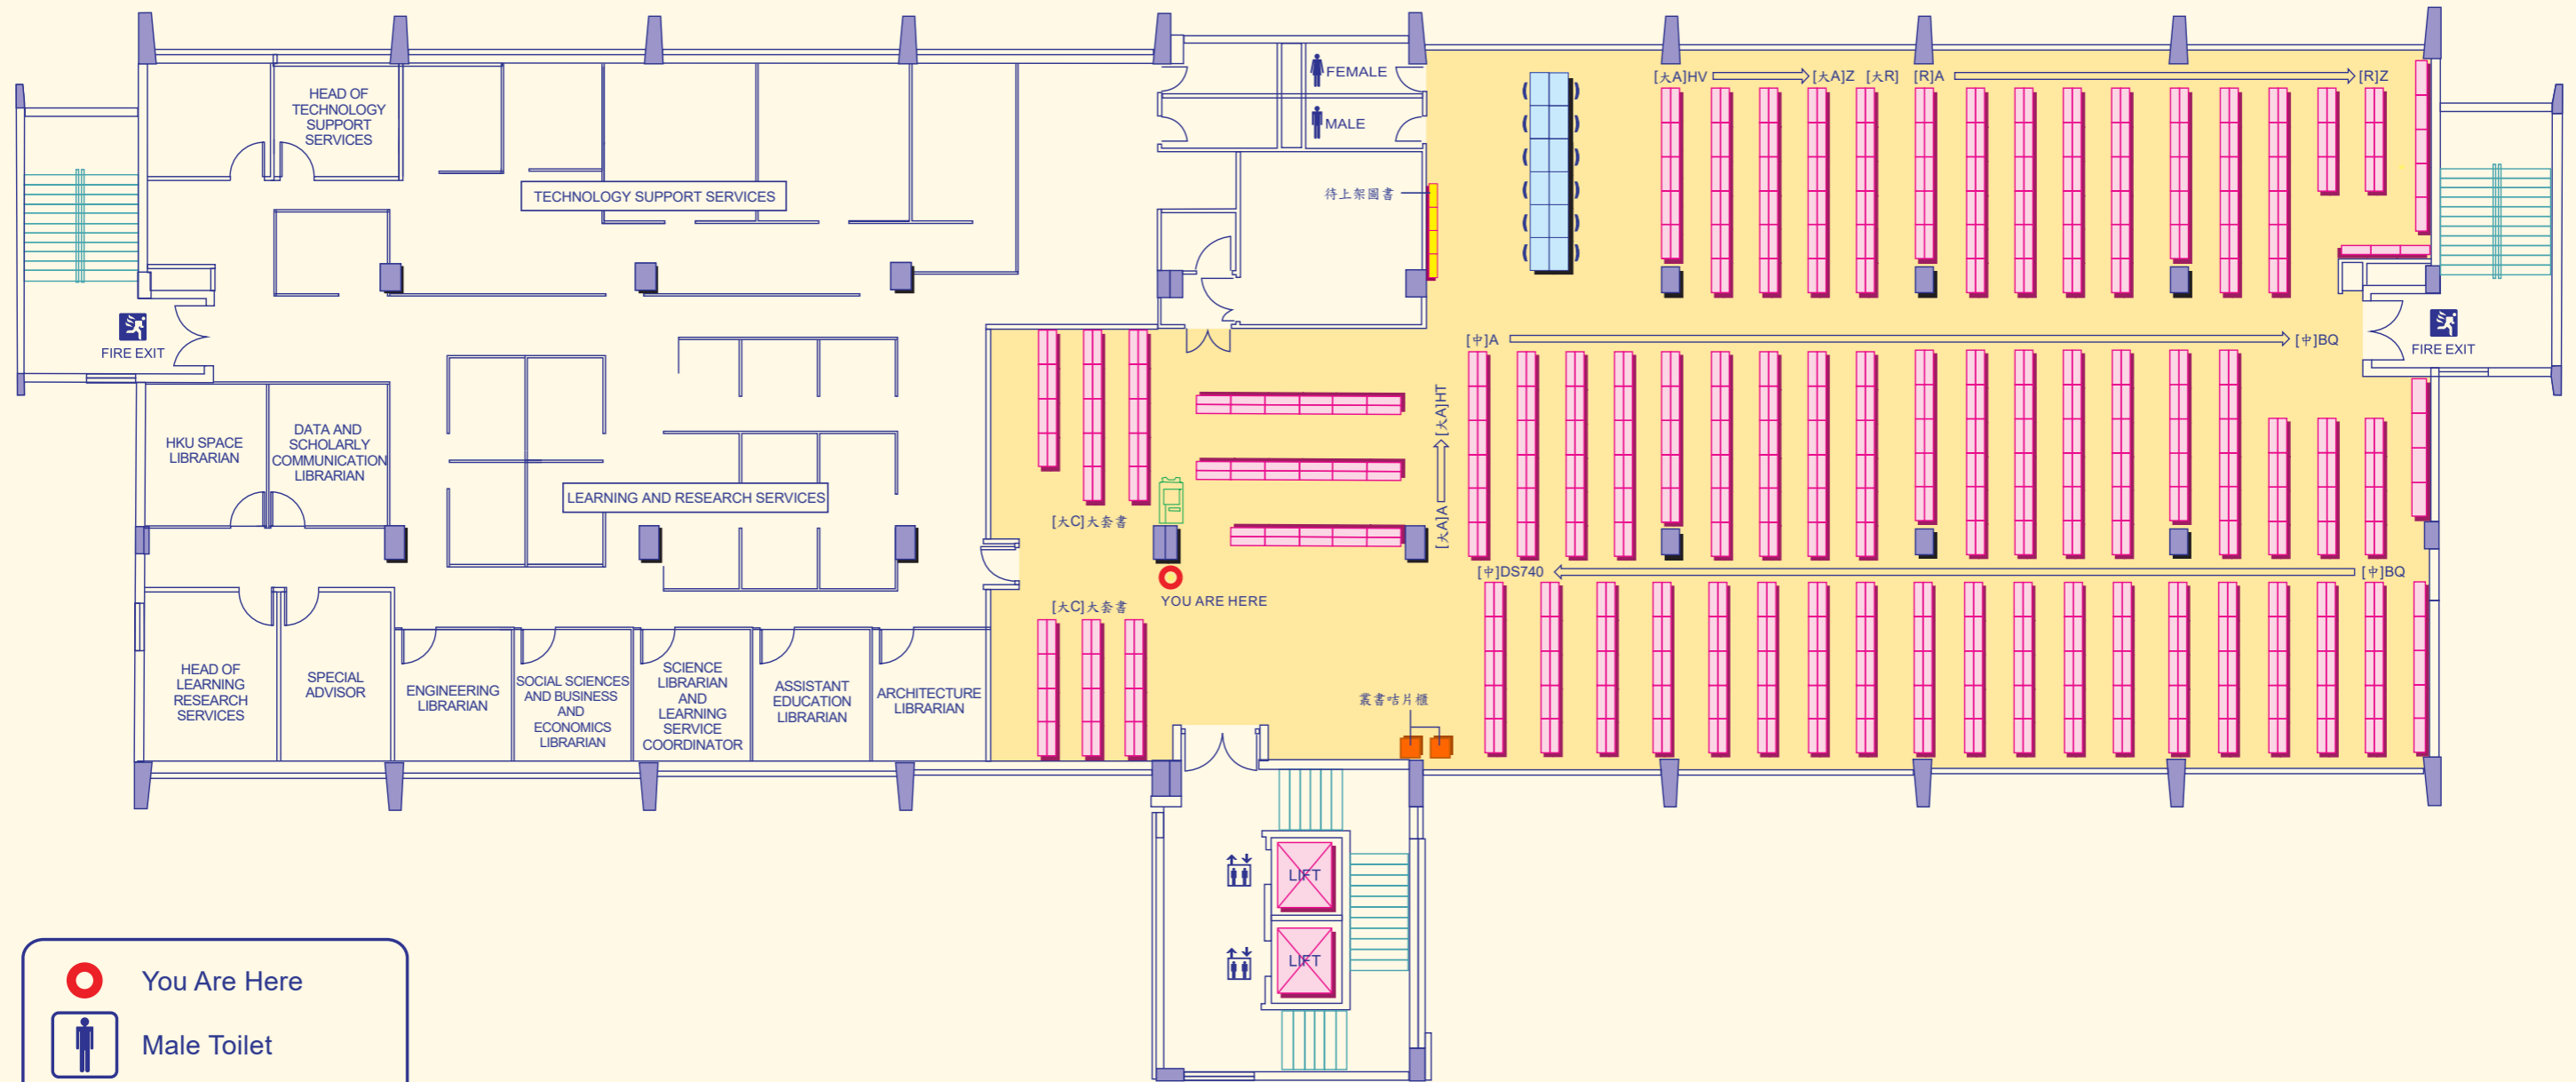 HEAD OF
TECHNOLOGY
SUPPORT
SERVICES
FEMALE
MALE
[大A]HV
[大A]Z
[大R]
[R]A
[R]Z
TECHNOLOGY SUPPORT SERVICES
待上架圖書
FIRE EXIT
[中]A
[中]BQ
FIRE EXIT
HKU SPACE
LIBRARIAN
DATA AND
SCHOLARLY
COMMUNICATION
LIBRARIAN
LEARNING AND RESEARCH SERVICES
[大C]大套書
[大A]A
[大A]HT
[中]DS740
[中]BQ
YOU ARE HERE
[大C]大套書
HEAD OF
LEARNING
RESEARCH
SERVICES
SPECIAL
ADVISOR
ENGINEERING
LIBRARIAN
SOCIAL SCIENCES
AND BUSINESS
AND
ECONOMICS
LIBRARIAN
SCIENCE
LIBRARIAN
AND
LEARNING
SERVICE
COORDINATOR
ASSISTANT
EDUCATION
LIBRARIAN
ARCHITECTURE
LIBRARIAN
叢書咭片櫃
LIFT
LIFT
You Are Here
Male Toilet